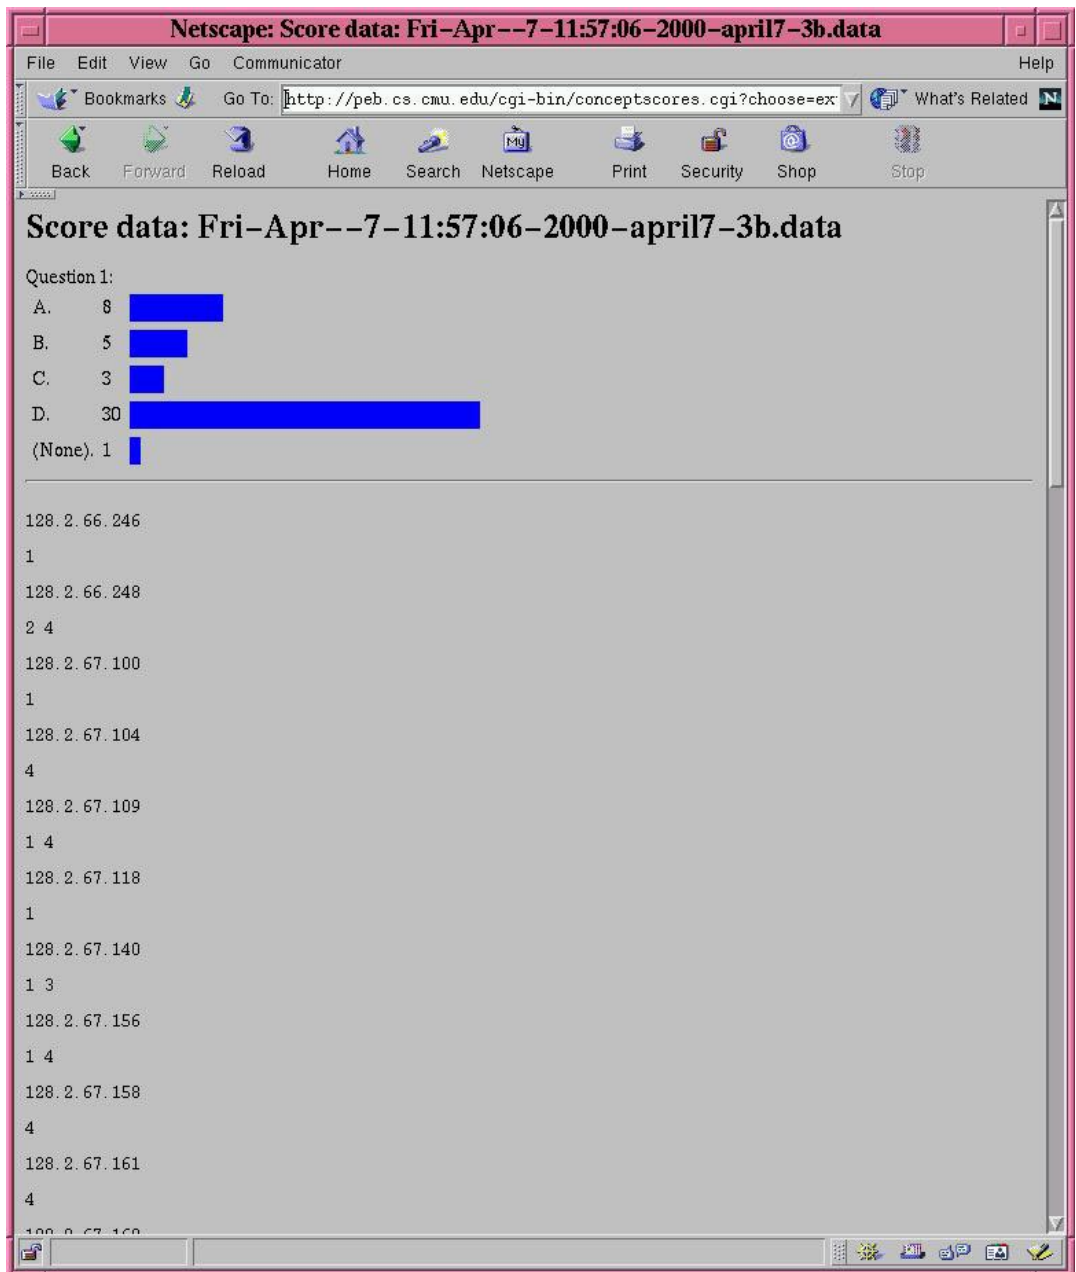 Netscape: Score data: Fri-Apr--7-11:57:06-2000-april7-3b.data
File Edit View Go Communicator Help
Bookmarks Go To: http://peb.cs.cmu.edu/cgi-bin/conceptscores.cgi?choose=ex What's Related N
My
Back Forward Reload Home Search Netscape Print Security Shop Stop
Score data: Fri-Apr--7-11:57:06-2000-april7-3b.data
Question 1:
A. 8
B. 5
C. 3
D. 30
(None). 1
128.2.66.246
1
128.2.66.248
2 4
128.2.67.100
1
128.2.67.104
4
128.2.67.109
1 4
128.2.67.118
1
128.2.67.140
1 3
128.2.67.156
1 4
128.2.67.158
4
128.2.67.161
4